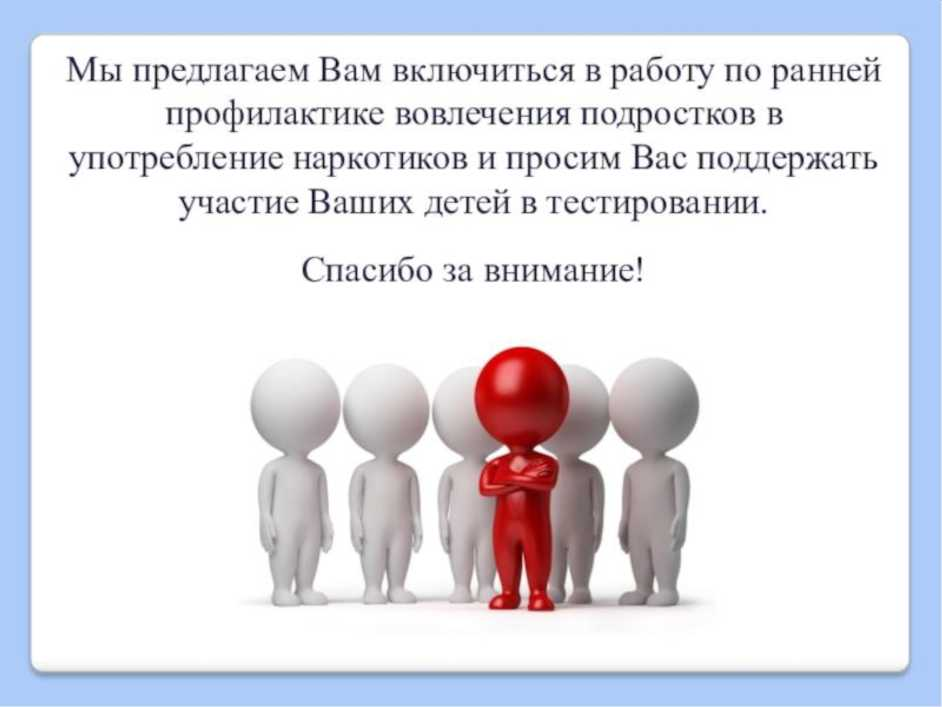 Мы предлагаем Вам включиться в работу по ранней
профилактике вовлечения подростков в
употребление наркотиков и просим Вас поддержать
участие Ваших детей в тестировании.
Спасибо за внимание!